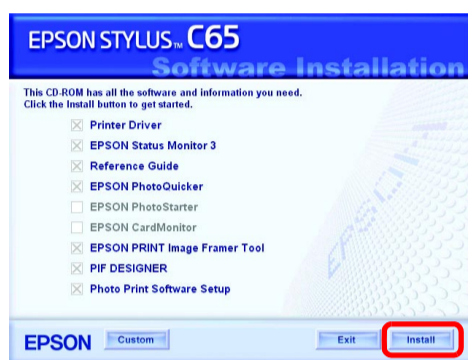 EPSON STYLUS™ C65
Software Installation
This CD-ROM has all the software and information you need.
Click the Install button to get started.
Printer Driver
EPSON Status Monitor 3
Reference Guide
EPSON PhotoQuicker
EPSON PhotoStarter
EPSON CardMonitor
EPSON PRINT Image Framer Tool
PIF DESIGNER
Photo Print Software Setup
EPSON
EPSON
Custom
Exit
Install